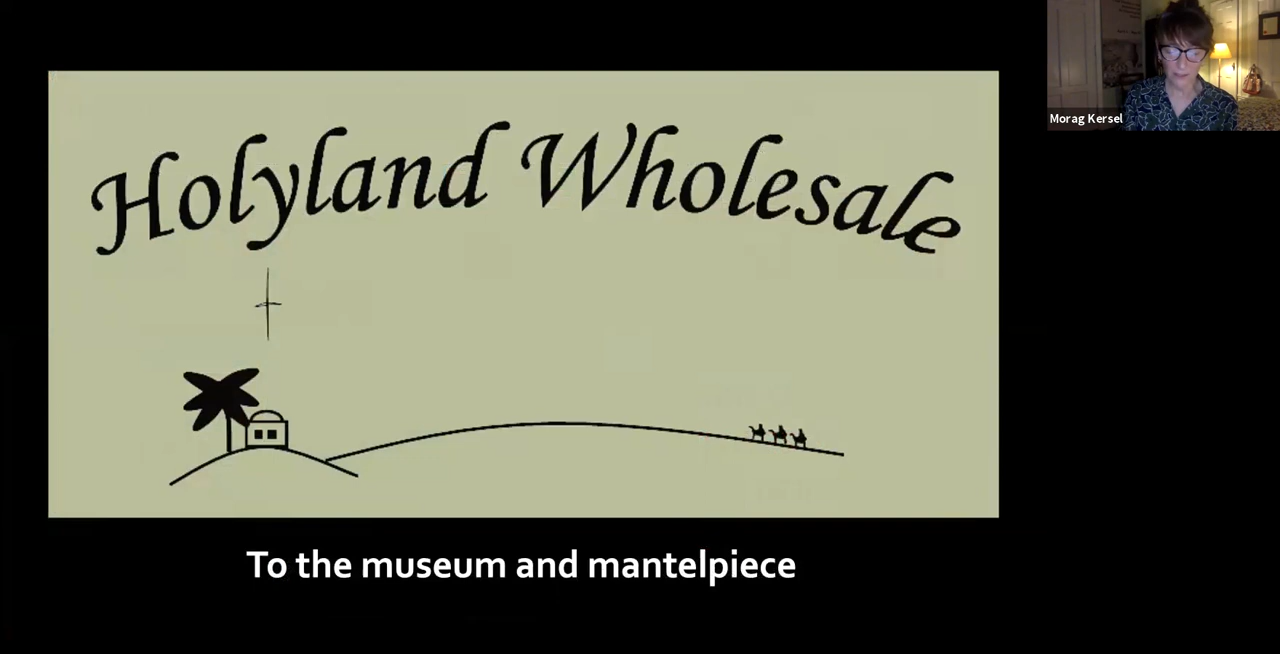 Holyland Wholesale
To the museum and mantelpiece
Morag Kersel